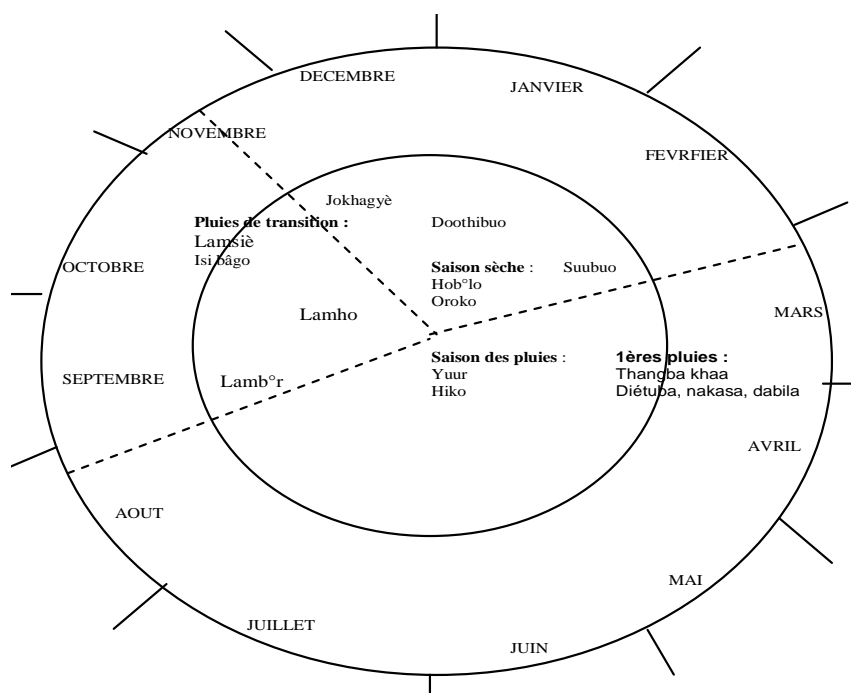 DECEMBRE
JANVIER
NOVEMBRE
FEVRFIER
Jokhagyè
Pluies de transition :
Lamsiè
Isi bâgo
Doothibuo
OCTOBRE
Saison sèche :
Hob°lo
Oroko
Suubuo
Lamho
MARS
Saison des pluies :
Yuur
Hiko
1ères pluies :
Thangba khaa
Diétuba, nakasa, dabila
SEPTEMBRE
Lamb°r
AVRIL
AOUT
MAI
JUILLET
JUIN